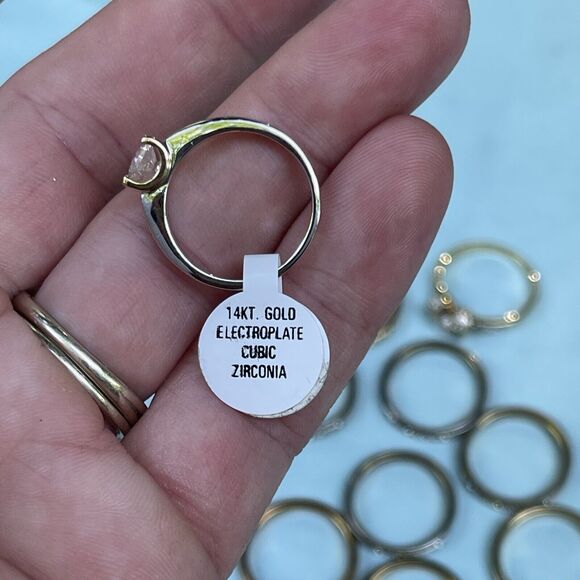 14KT. GOLD
ELECTROPLATE
CUBIC
ZIRCONIA